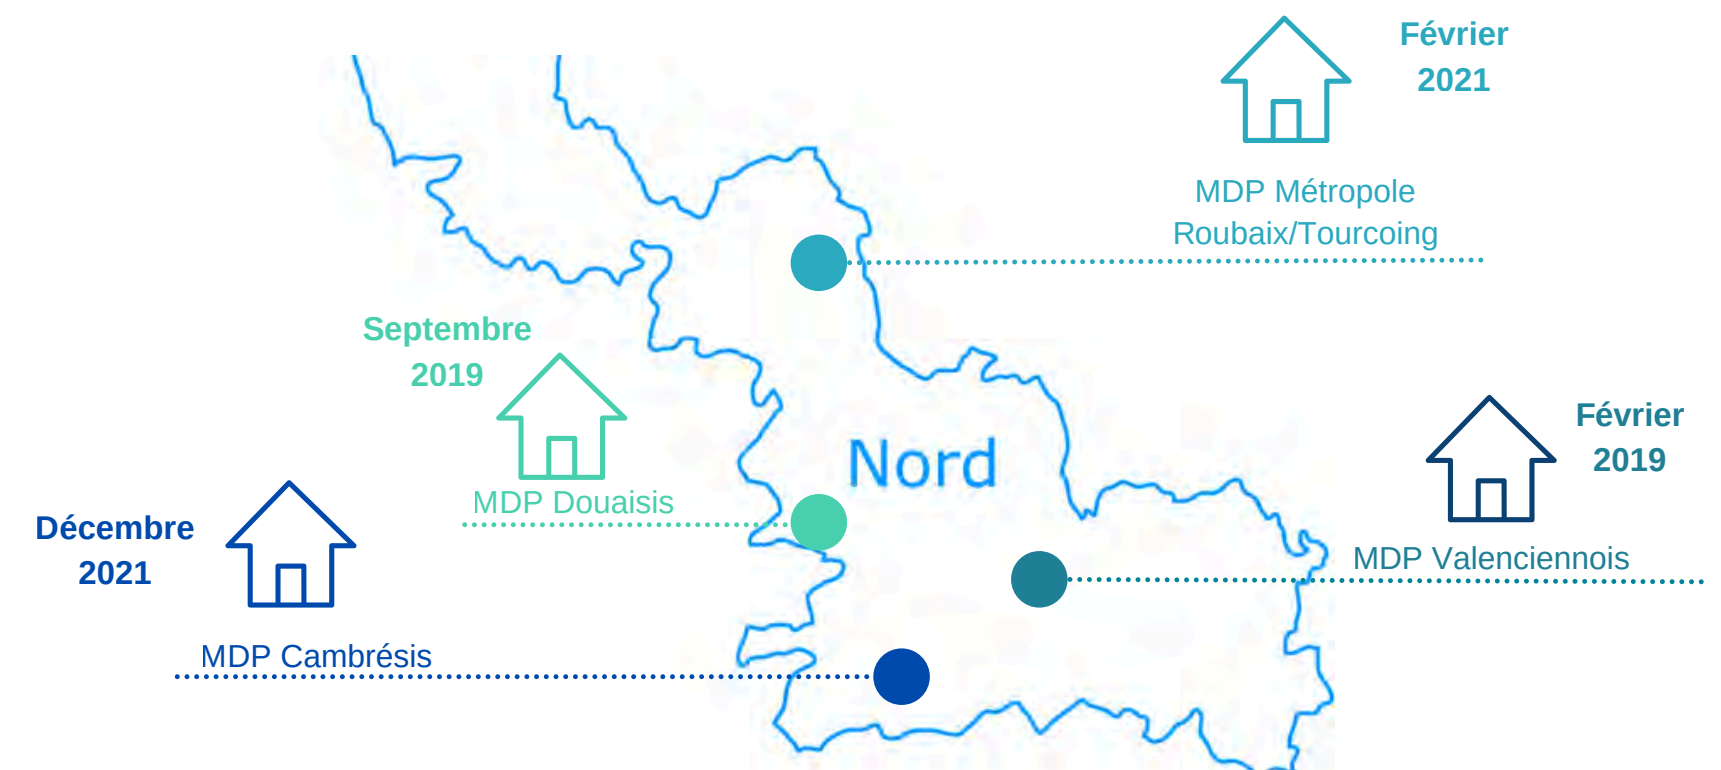 Février
2021
MDP Métropole
Roubaix/Tourcoing
Septembre
2019
MDP Douaisis
Nord
Février
2019
MDP Valenciennois
Décembre
2021
MDP Cambrésis